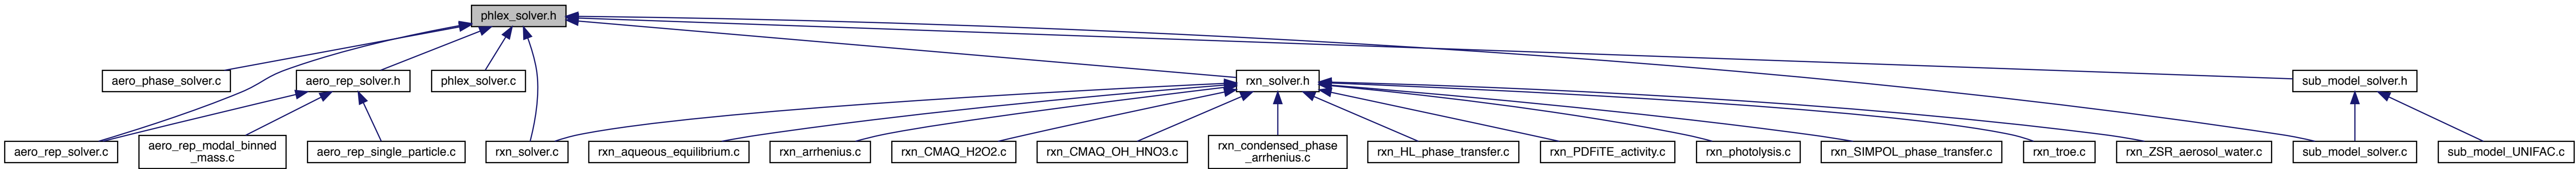 phlex_solver.h
aero_phase_solver.c
aero_rep_solver.h
phlex_solver.c
rxn_solver.h
sub_model_solver.h
aero_rep_solver.c
aero_rep_modal_binned
_mass.c
aero_rep_single_particle.c
rxn_solver.c
rxn_aqueous_equilibrium.c
rxn_arrhenius.c
rxn_CMAQ_H2O2.c
rxn_CMAQ_OH_HNO3.c
rxn_condensed_phase
_arrhenius.c
rxn_HL_phase_transfer.c
rxn_PDFiTE_activity.c
rxn_photolysis.c
rxn_SIMPOL_phase_transfer.c
rxn_troe.c
rxn_ZSR_aerosol_water.c
sub_model_solver.c
sub_model_UNIFAC.c